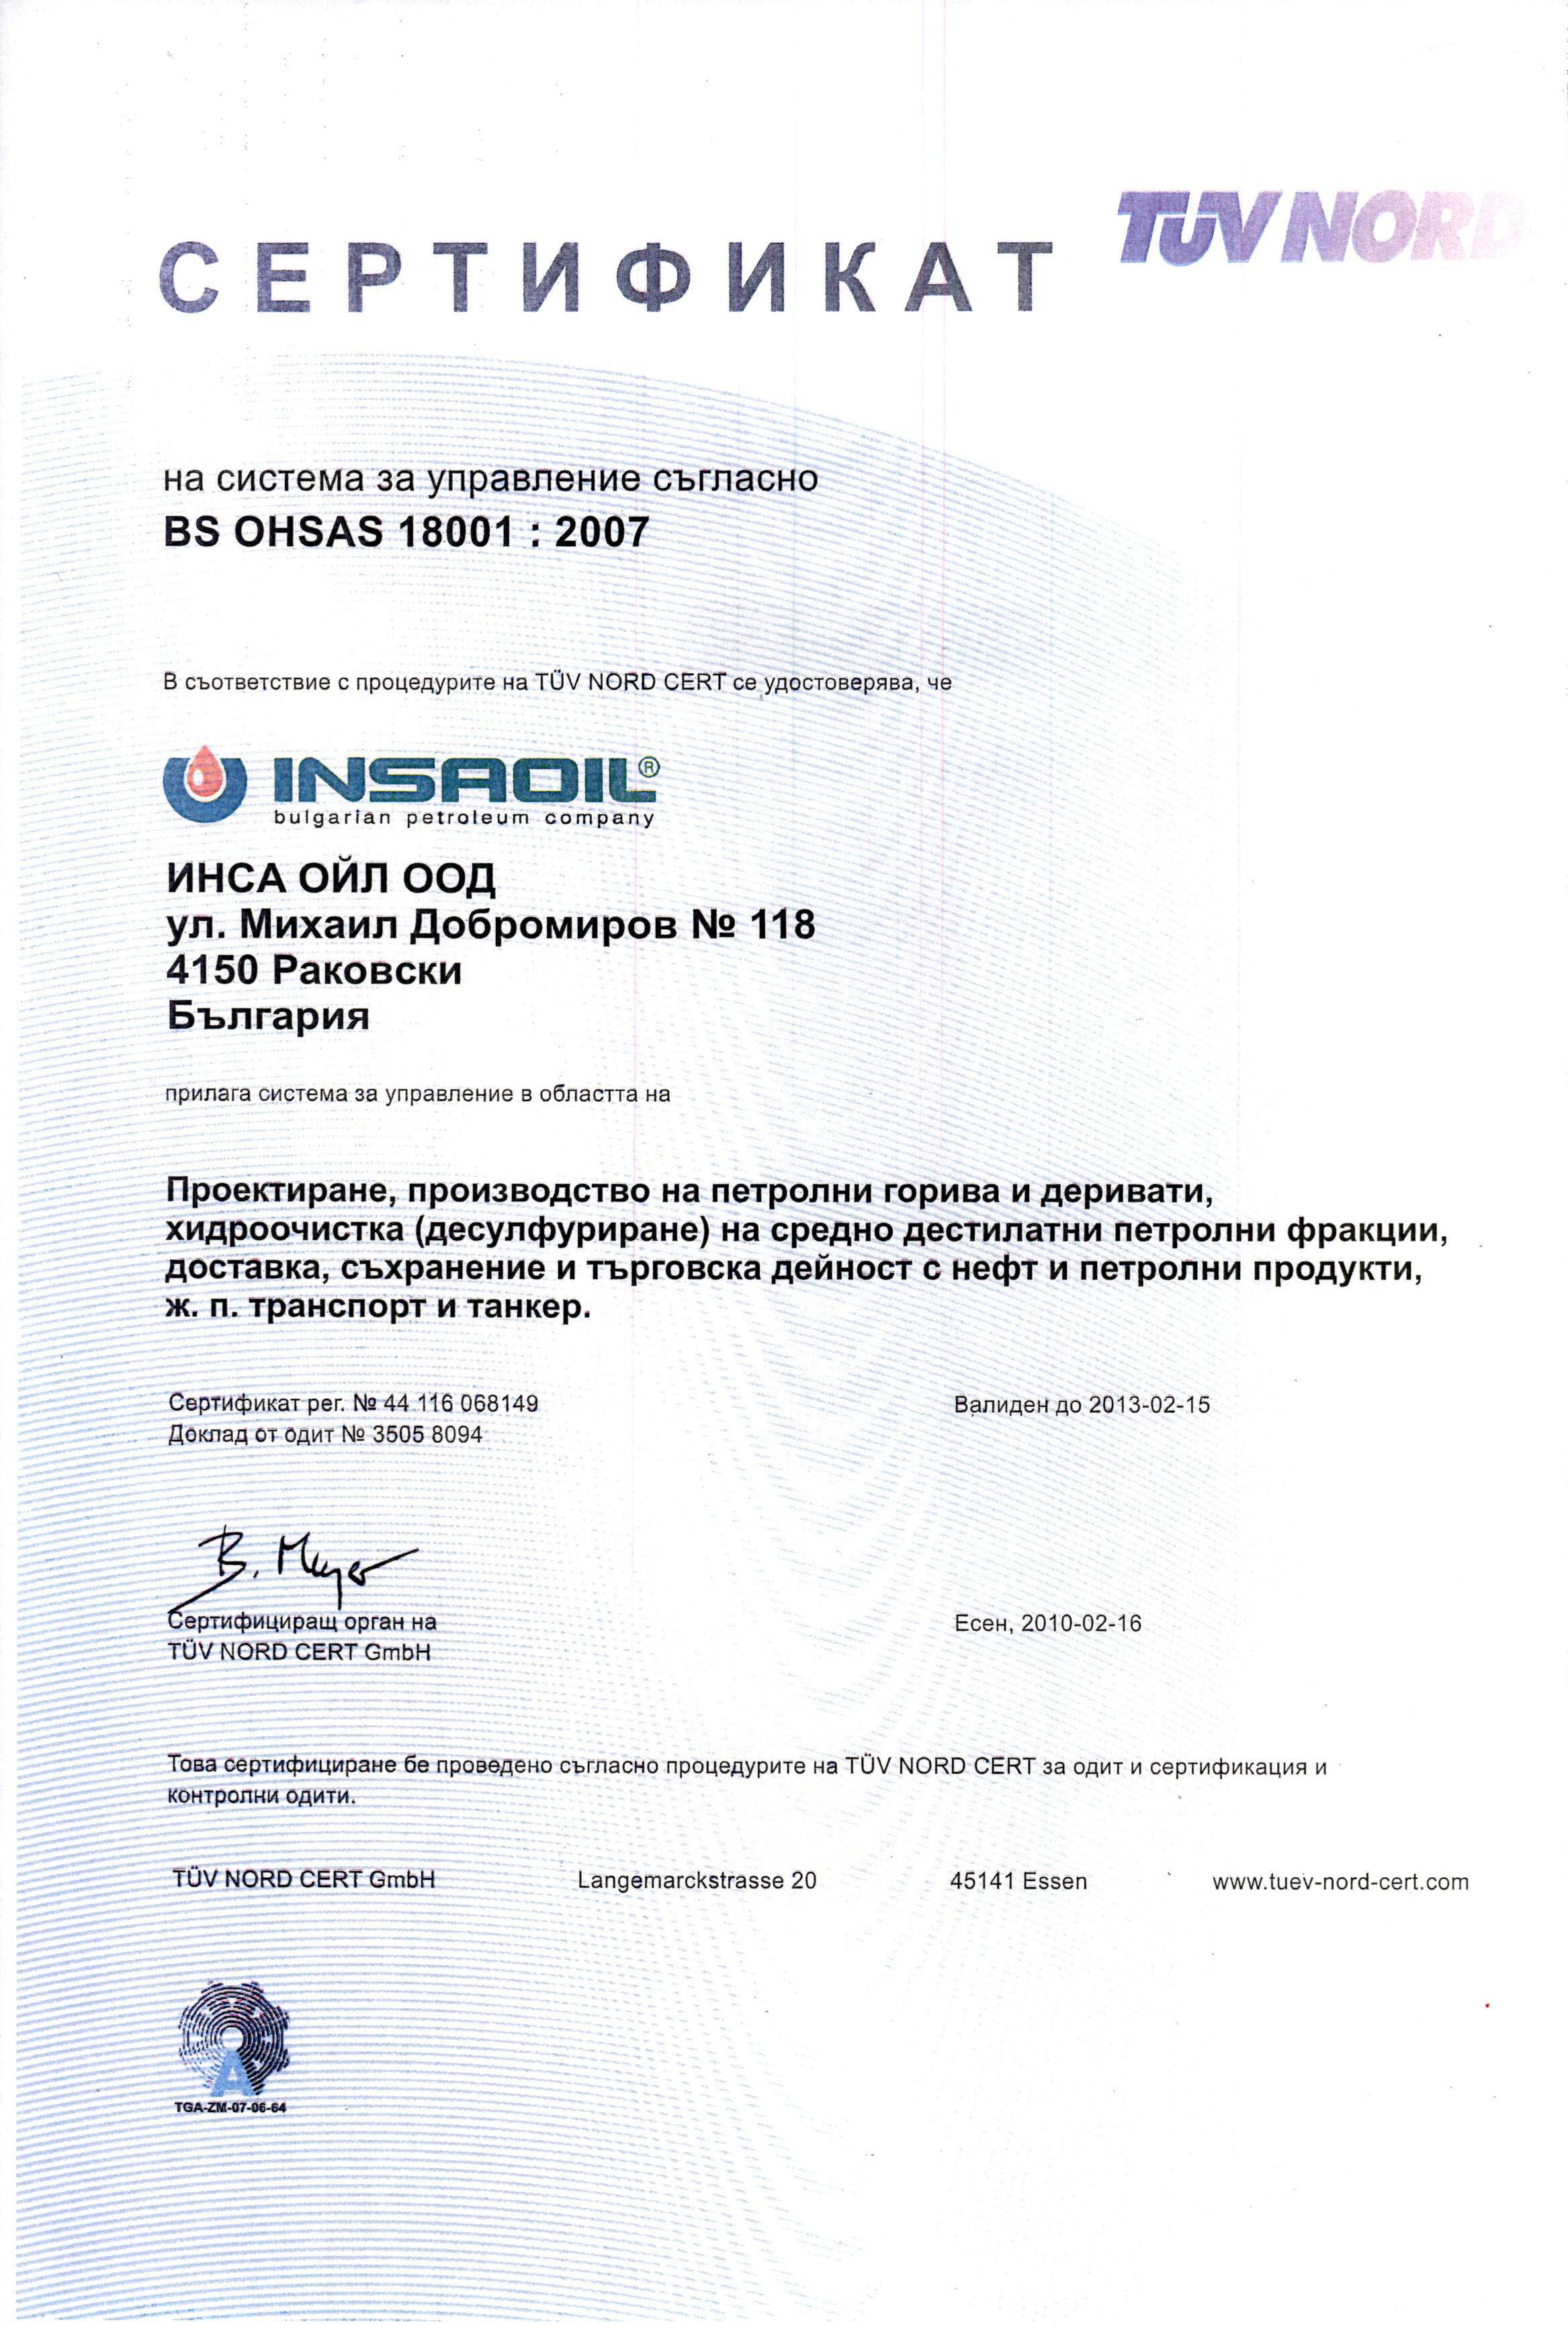 TÜV NORD
СЕРТИФИКАТ
на система за управление съгласно
BS OHSAS 18001 : 2007
В съответствие с процедурите на TÜV NORD CERT се удостоверява, че
INSAOIL®
bulgarian petroleum company
ИНСА ОЙЛ ООД
ул. Михаил Добромиров № 118
4150 Раковски
България
прилага система за управление в областта на
Проектиране, производство на петролни горива и деривати,
хидроочистка (десулфуриране) на средно дестилатни петролни фракции,
доставка, съхранение и търговска дейност с нефт и петролни продукти,
ж. п. транспорт и танкер.
Сертификат рег. № 44 116 068149 Валиден до 2013-02-15
Доклад от одит № 3505 8094
B. Meyer
Сертифициращ орган на Есен, 2010-02-16
TÜV NORD CERT GmbH
Това сертифициране бе проведено съгласно процедурите на TÜV NORD CERT за одит и сертификация и
контролни одити.
TÜV NORD CERT GmbH Langemarckstrasse 20 45141 Essen www.tuev-nord-cert.com
A
TGA-ZM-07-06-64